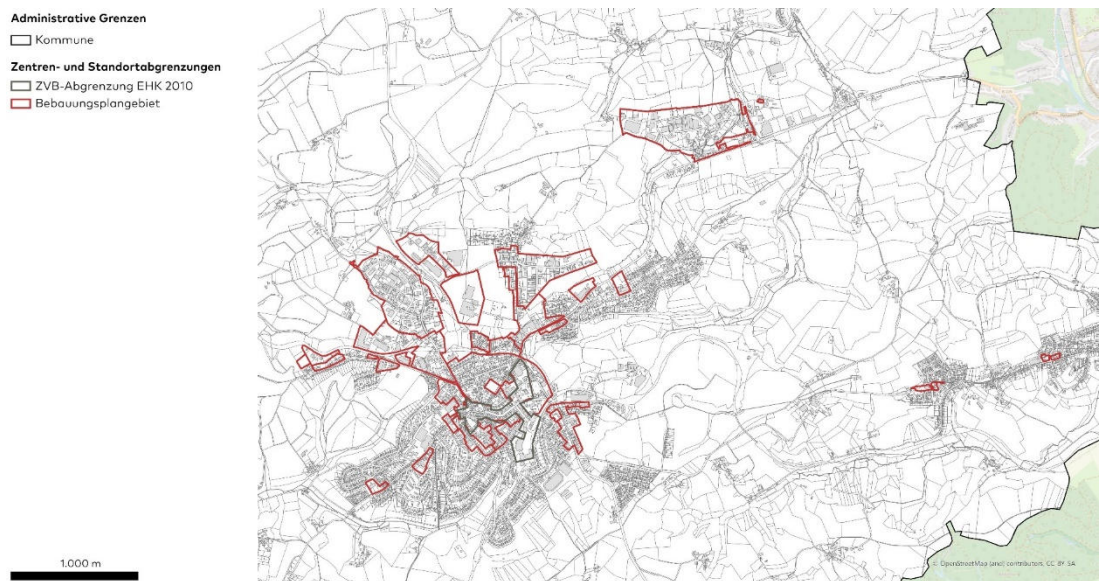 Administrative Grenzen
Kommune
Zentren- und Standortabgrenzungen
ZVB-Abgrenzung EHK 2010
Bebauungsplangebiet
1.000 m
© OpenStreetMap (and) contributors, CC-BY-SA